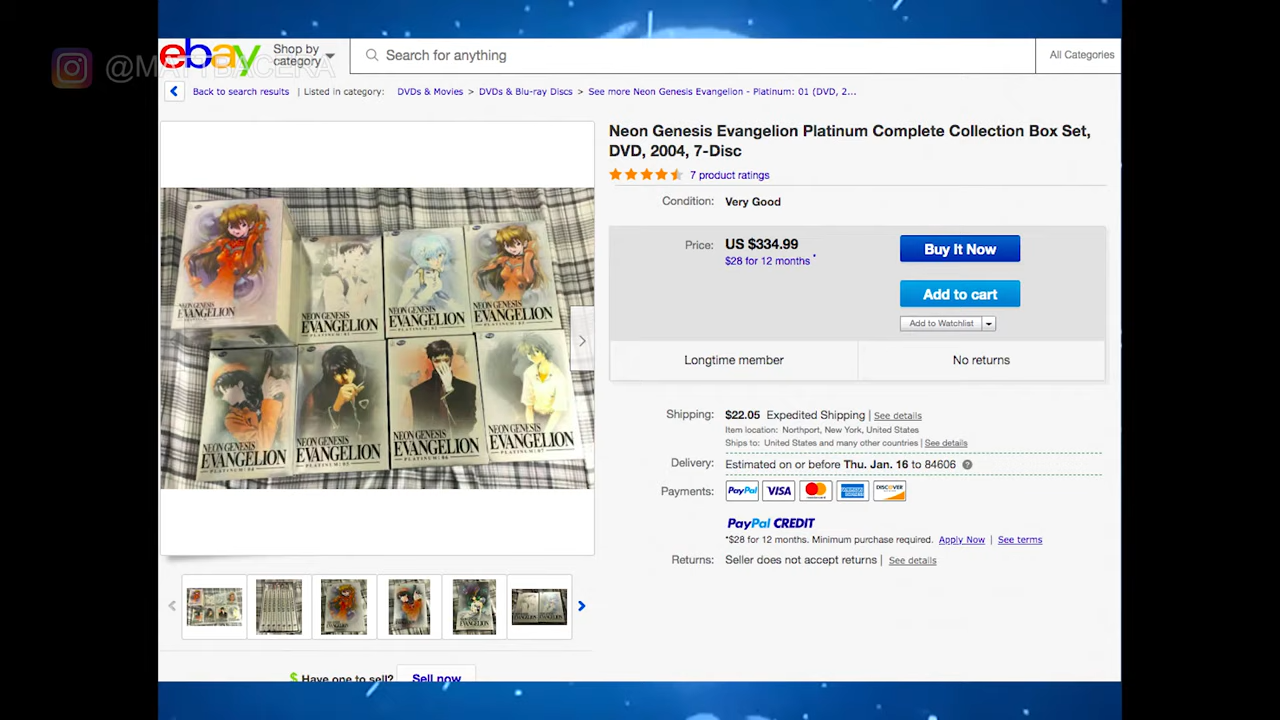 @MATTBACERA
ebay
Shop by
category
Search for anything
All Categories
Back to search results | Listed in category: DVDs & Movies > DVDs & Blu-ray Discs > See more Neon Genesis Evangelion - Platinum: 01 (DVD, 2...
Neon Genesis Evangelion Platinum Complete Collection Box Set,
DVD, 2004, 7-Disc
7 product ratings
Condition: Very Good
Price: US $334.99
$28 for 12 months *
Buy It Now
Add to cart
Add to Watchlist
Longtime member
No returns
Shipping: $22.05 Expedited Shipping | See details
Item location: Northport, New York, United States
Ships to: United States and many other countries | See details
Delivery: Estimated on or before Thu. Jan. 16 to 84606
Payments: PayPal VISA MasterCard AMERICAN EXPRESS DISCOVER
PayPal CREDIT
*$28 for 12 months. Minimum purchase required. Apply Now | See terms
Returns: Seller does not accept returns | See details
NEON GENESIS
EVANGELION
NEON GENESIS
EVANGELION
PLATINUM: 01
NEON GENESIS
EVANGELION
NEON GENESIS
EVANGELION
NEON GENESIS
EVANGELION
NEON GENESIS
EVANGELION
NEON GENESIS
EVANGELION
NEON GENESIS
EVANGELION
$ Have one to sell? Sell now